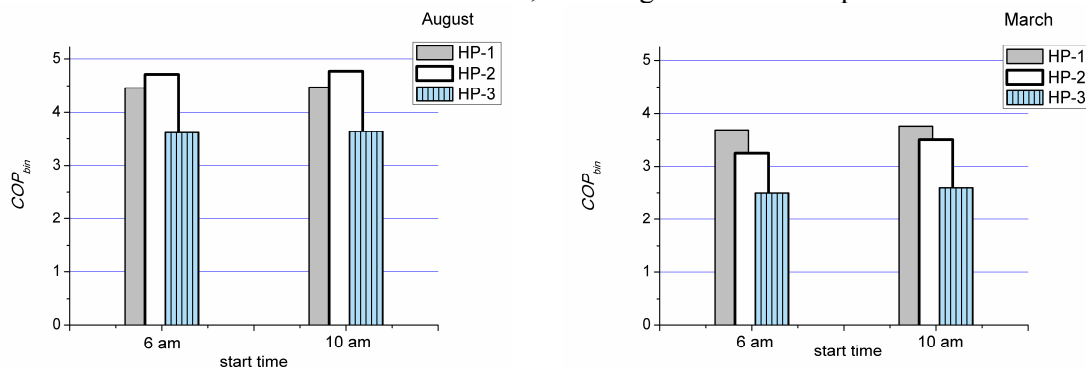 August
HP-1
HP-2
HP-3
5
4
3
2
1
0
COP_bin
6 am
10 am
start time
March
HP-1
HP-2
HP-3
5
4
3
2
1
0
COP_bin
6 am
10 am
start time